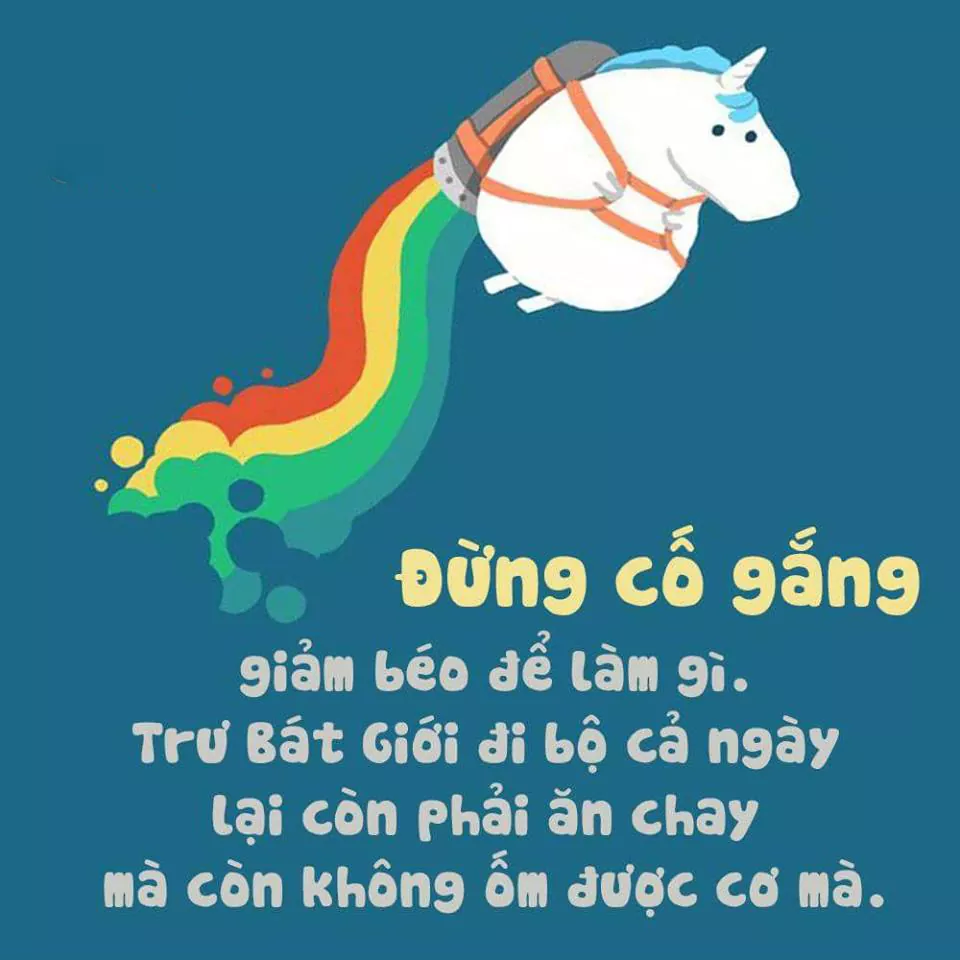 Đừng cố gắng
giảm béo để làm gì.
Trư Bát Giới đi bộ cả ngày
lại còn phải ăn chay
mà còn không ốm được cơ mà.